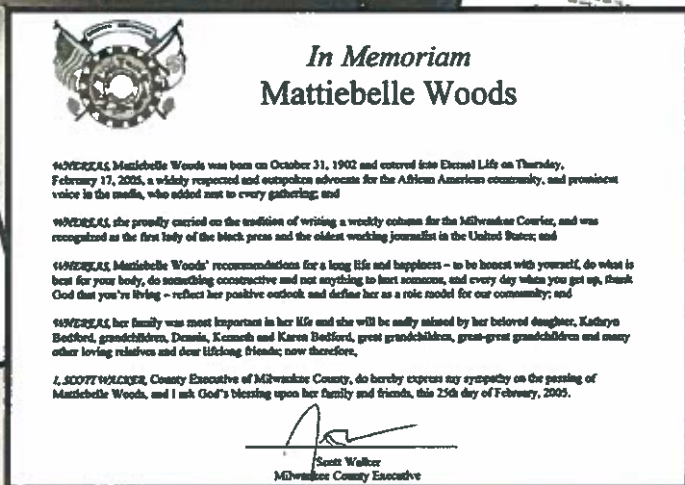 In Memoriam
Mattiebelle Woods
WHEREAS, Mattiebelle Woods was born on October 31, 1902 and entered into Eternal Life on Thursday,
February 17, 2005, a widely respected and outspoken advocate for the African American community, and prominent
voice in the media, who added zest to every gathering; and
WHEREAS, she proudly carried on the tradition of writing a weekly column for the Milwaukee Courier, and was
recognized as the first lady of the black press and the oldest working journalist in the United States; and
WHEREAS, Mattiebelle Woods' recommendations for a long life and happiness – to be honest with yourself, do what is
best for your body, do something constructive and not anything to hurt someone, and every day when you get up, thank
God that you're living – reflect her positive outlook and define her as a role model for our community; and
WHEREAS, her family was most important in her life and she will be sadly missed by her beloved daughter, Kathryn
Bedford, grandchildren, Dennis, Kenneth and Karen Bedford, great grandchildren, great-great grandchildren and many
other loving relatives and dear lifelong friends; now therefore,
I, SCOTT WALKER, County Executive of Milwaukee County, do hereby express my sympathy on the passing of
Mattiebelle Woods, and I ask God's blessing upon her family and friends, this 25th day of February, 2005.
Scott Walker
Milwaukee County Executive